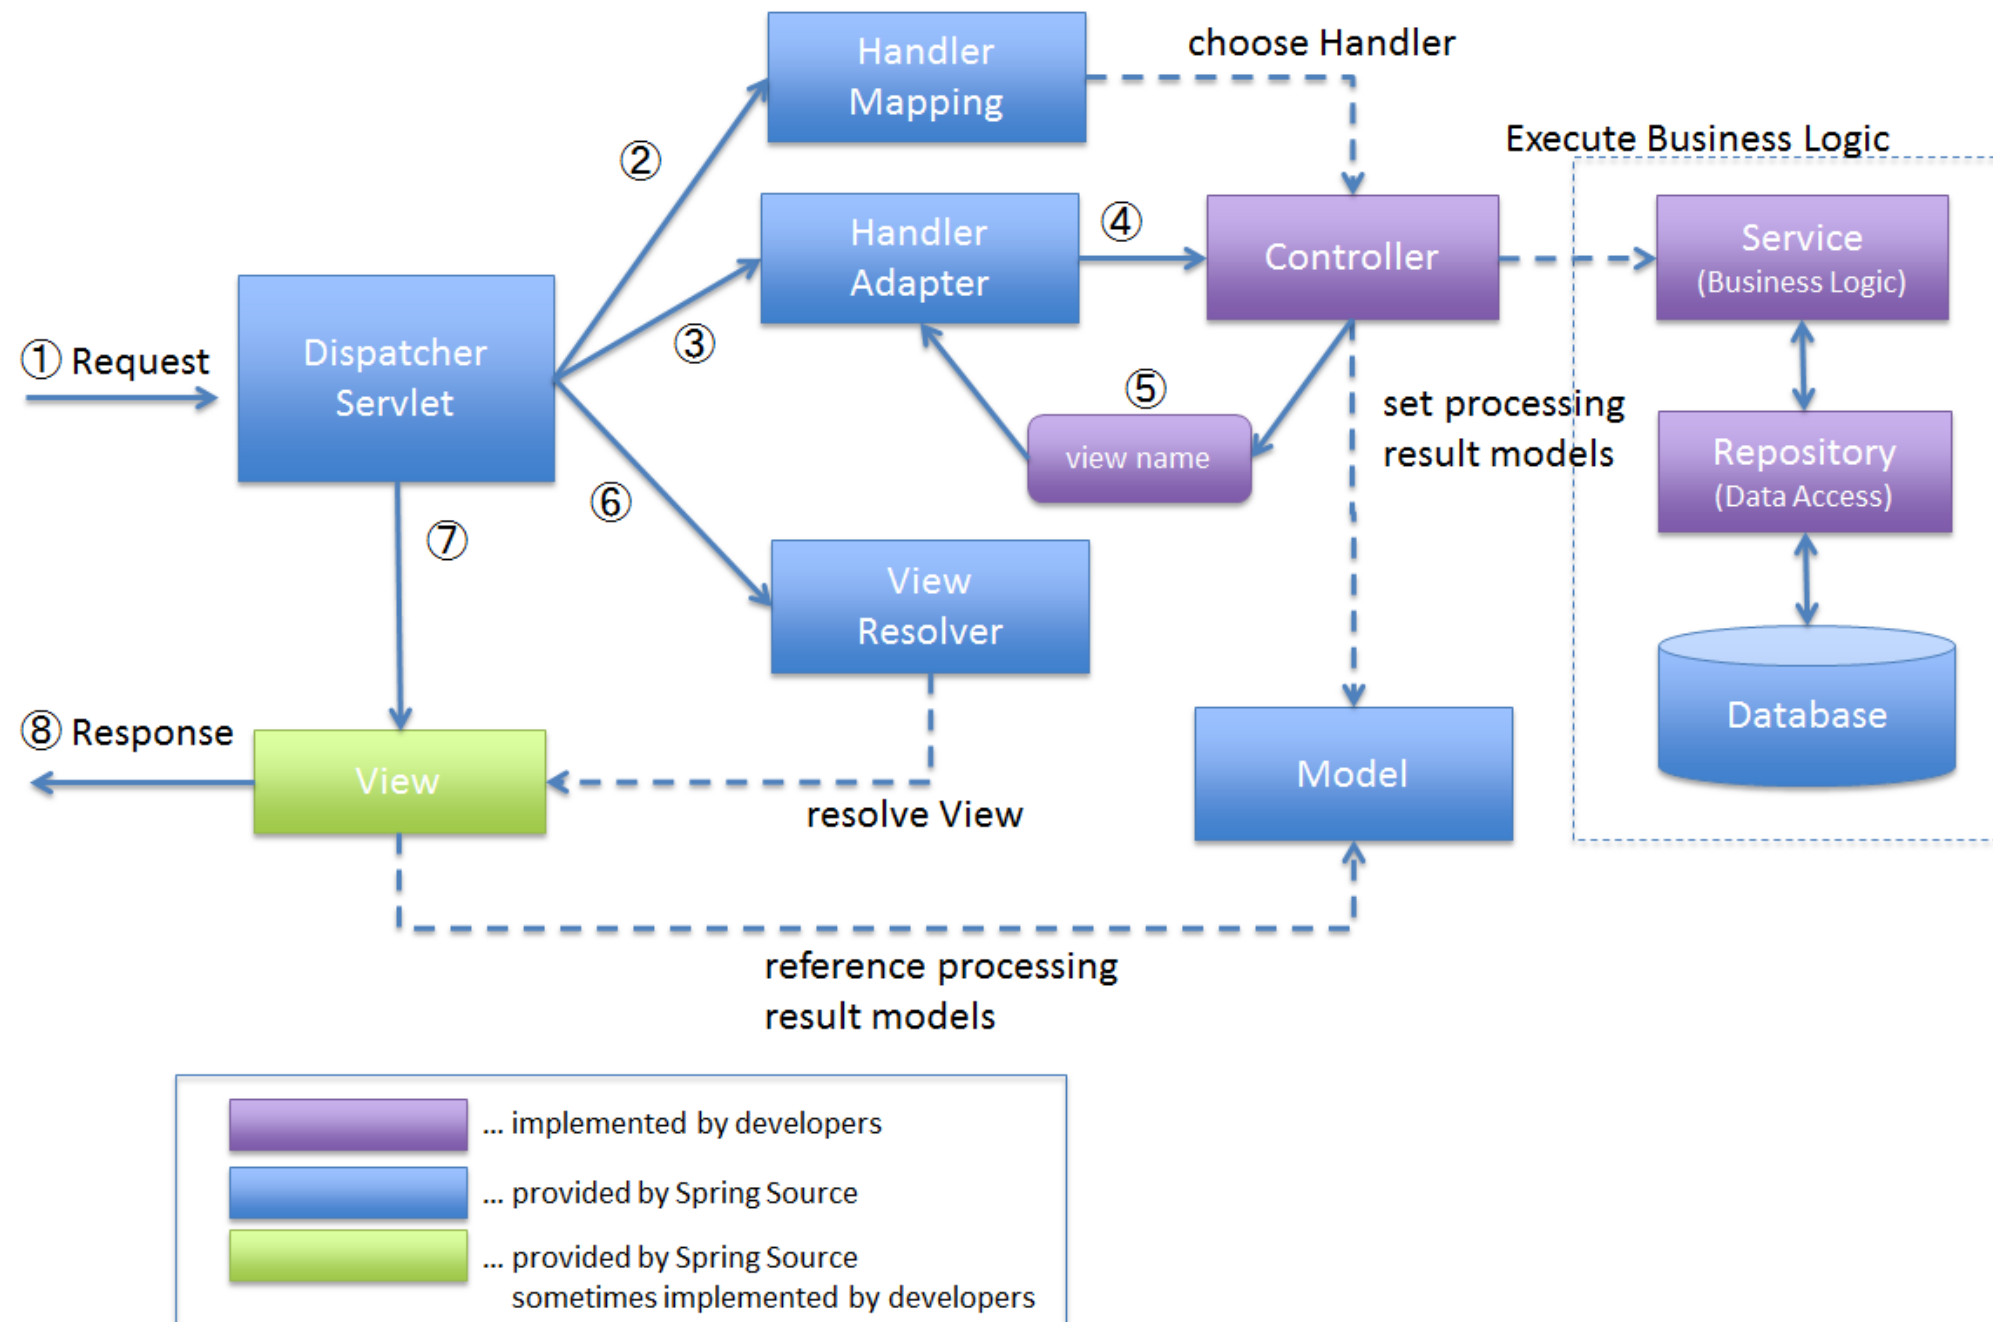 Handler
Mapping
choose Handler
②
Execute Business Logic
Handler
Adapter
④
Controller
Service
(Business Logic)
① Request
Dispatcher
Servlet
③
⑤
view name
set processing
result models
Repository
(Data Access)
⑥
⑦
View
Resolver
⑧ Response
View
resolve View
Model
Database
reference processing
result models
... implemented by developers
... provided by Spring Source
... provided by Spring Source
sometimes implemented by developers